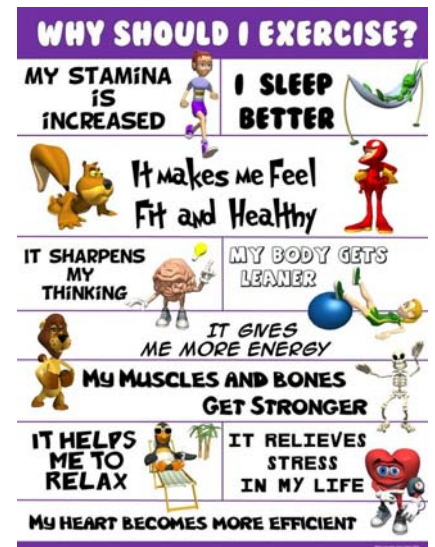 WHY SHOULD I EXERCISE?
MY STAMINA
iS
iNCREASED
I SLEEP
BETTER
It Makes Me Feel
Fit and Healthy
IT SHARPENS
MY
THiNKiNG
MY BODY GETS
LEANER
IT GIVES
ME MORE ENERGY
MY MUSCLES AND BONES
GET STRONGER
IT HELPS
ME TO
RELAX
IT RELIEVES
STRESS
IN MY LIFE
MY HEART BECOMES MORE EFFICIENT